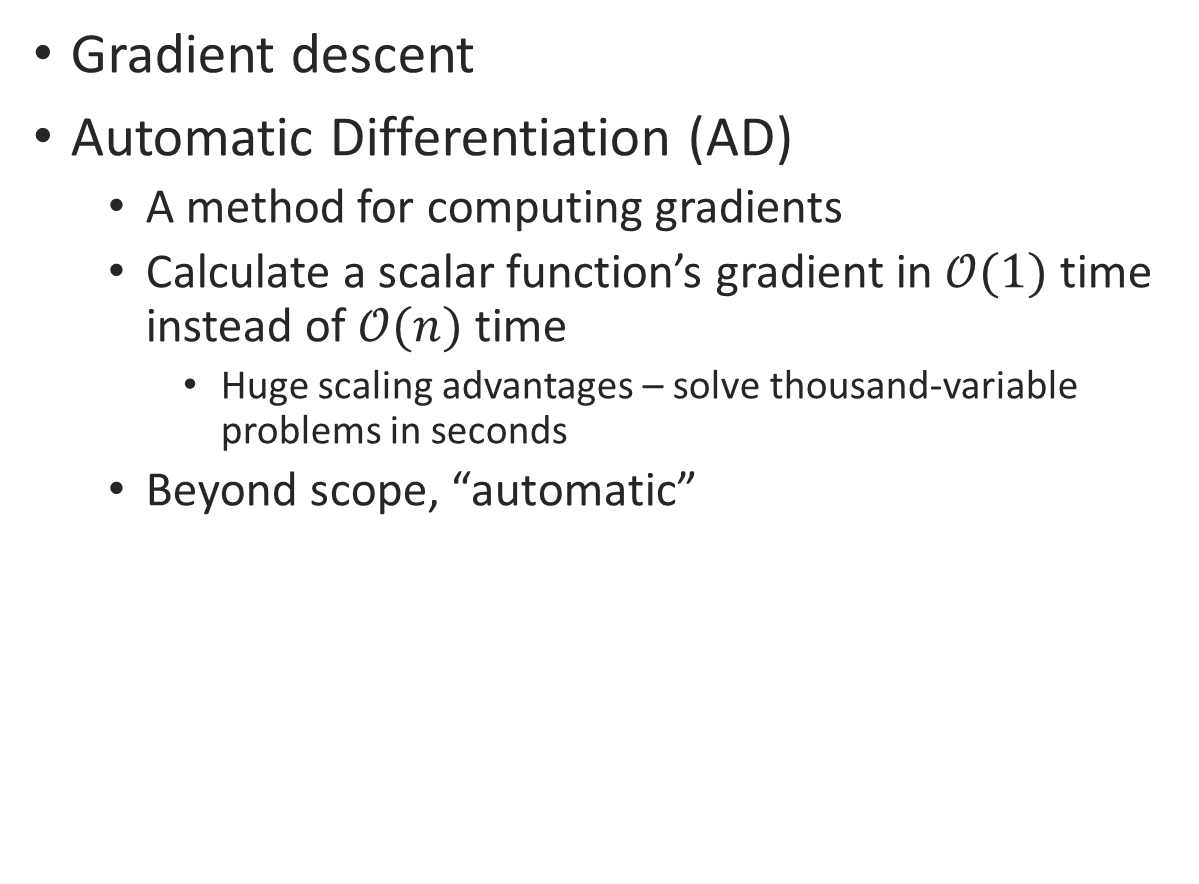 • Gradient descent
• Automatic Differentiation (AD)
• A method for computing gradients
• Calculate a scalar function’s gradient in 𝒪(1) time
instead of 𝒪(𝑛) time
• Huge scaling advantages – solve thousand-variable
problems in seconds
• Beyond scope, “automatic”